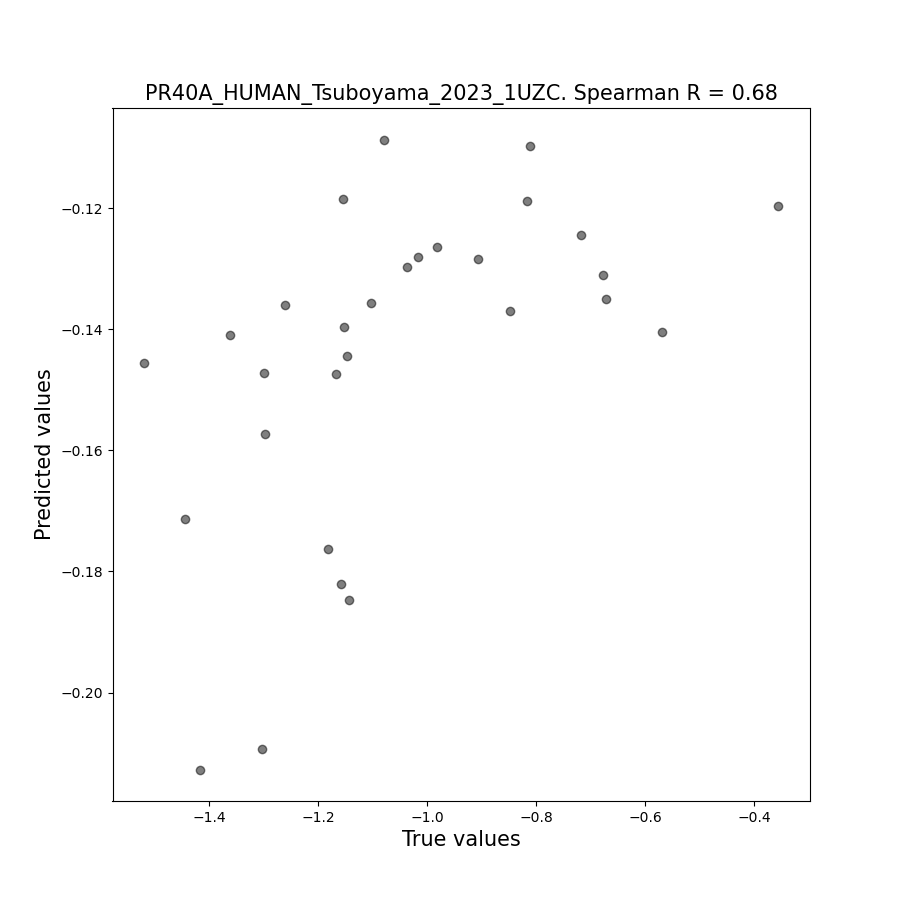 PR40A_HUMAN_Tsuboyama_2023_1UZC. Spearman R = 0.68
−0.12
−0.14
−0.16
−0.18
−0.20
Predicted values
−1.4 −1.2 −1.0 −0.8 −0.6 −0.4
True values